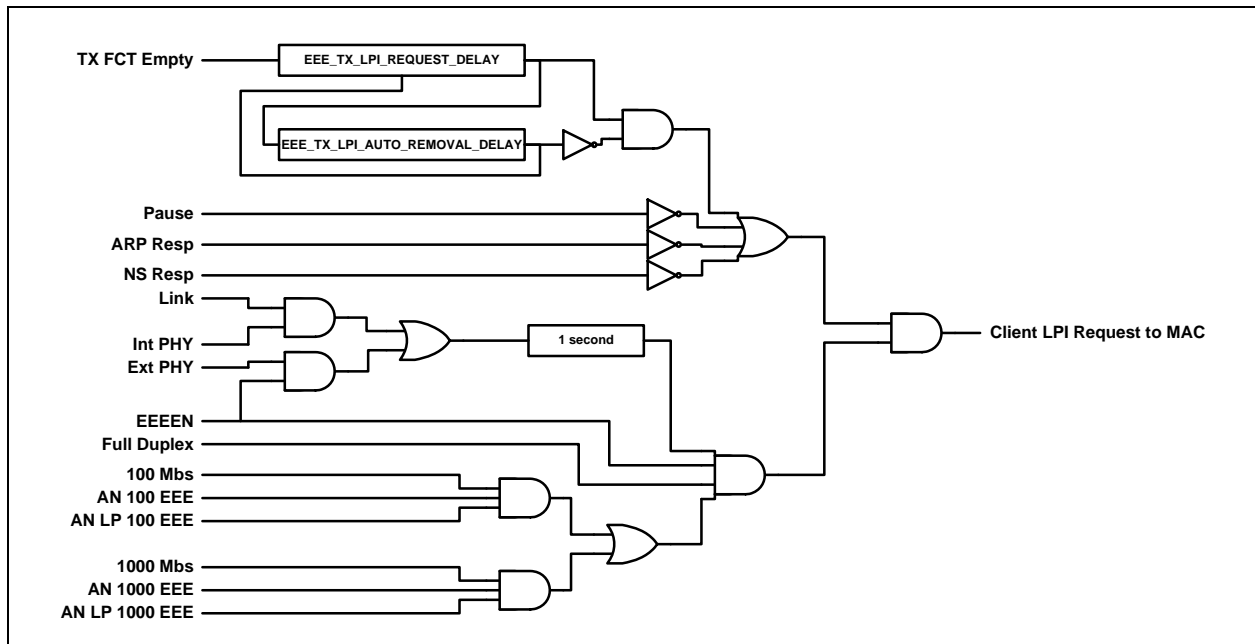 TX FCT Empty
EEE_TX_LPI_REQUEST_DELAY
EEE_TX_LPI_AUTO_REMOVAL_DELAY
Pause
ARP Resp
NS Resp
Link
Int PHY
Ext PHY
1 second
Client LPI Request to MAC
EEEEN
Full Duplex
100 Mbs
AN 100 EEE
AN LP 100 EEE
1000 Mbs
AN 1000 EEE
AN LP 1000 EEE